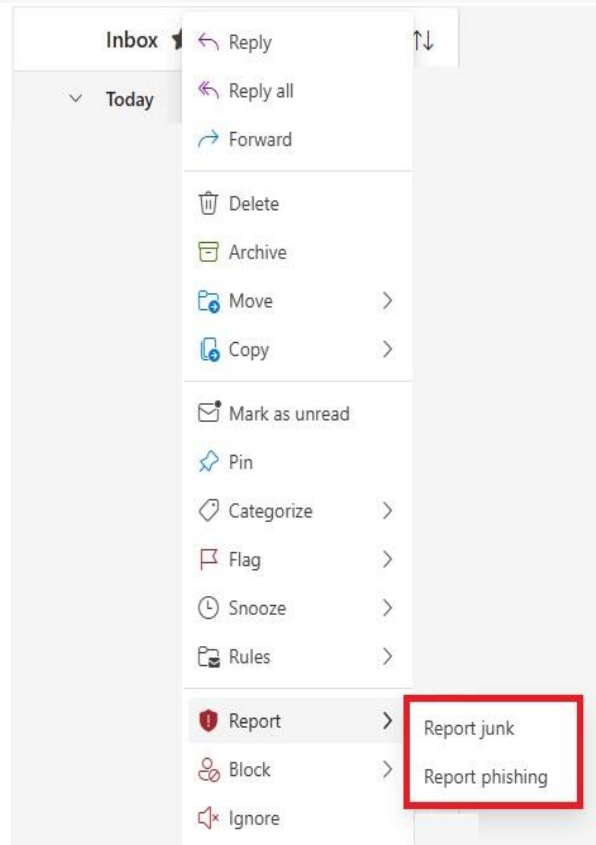 Inbox
Reply
Reply all
Today
Forward
Delete
Archive
Move
Copy
Mark as unread
Pin
Categorize
Flag
Snooze
Rules
Report
Report junk
Report phishing
Block
Ignore